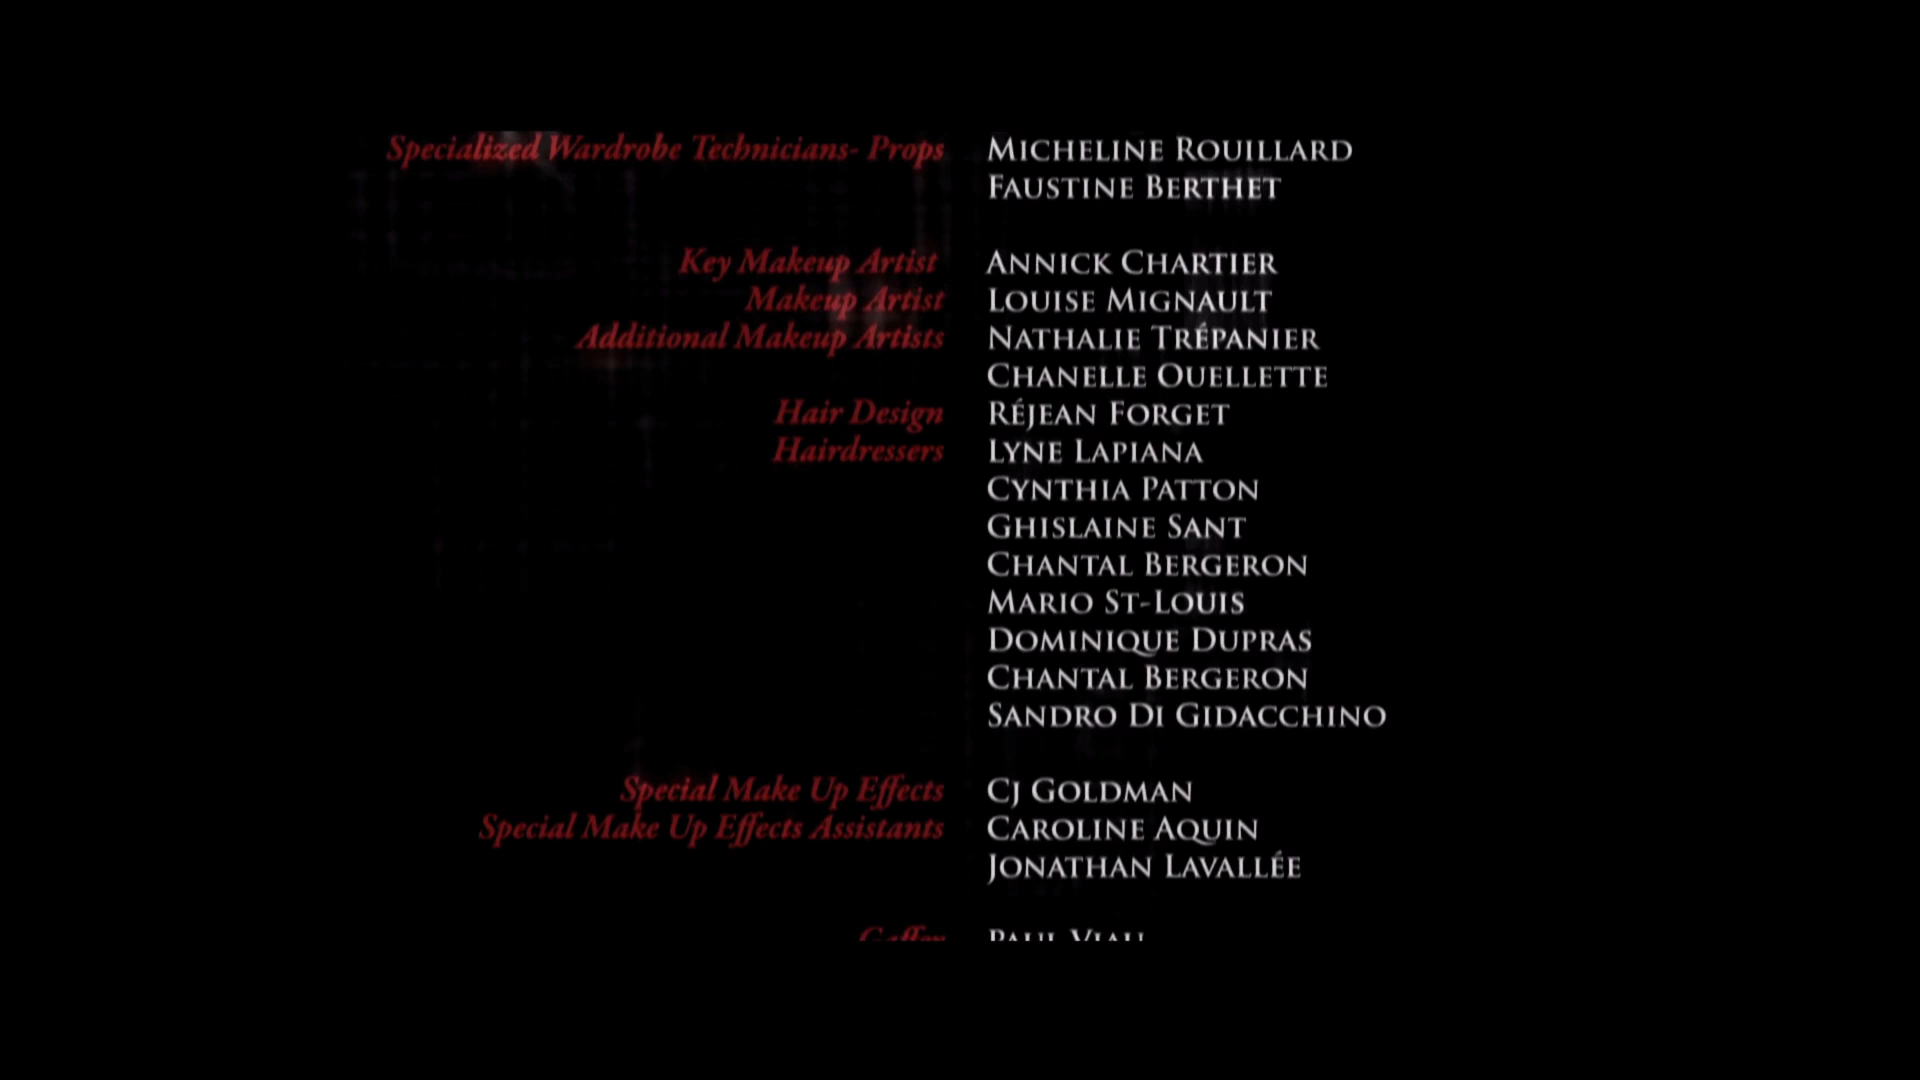 Specialized Wardrobe Technicians- Props MICHELINE ROUILLARD
FAUSTINE BERTHET
Key Makeup Artist ANNICK CHARTIER
Makeup Artist LOUISE MIGNAULT
Additional Makeup Artists NATHALIE TRÉPANIER
CHANELLE OUELLETTE
Hair Design RÉJEAN FORGET
Hairdressers LYNE LAPIANA
CYNTHIA PATTON
GHISLAINE SANT
CHANTAL BERGERON
MARIO ST-LOUIS
DOMINIQUE DUPRAS
CHANTAL BERGERON
SANDRO DI GIDACCHINO
Special Make Up Effects CJ GOLDMAN
Special Make Up Effects Assistants CAROLINE AQUIN
JONATHAN LAVALLÉE
Gaffer PAUL VIAU